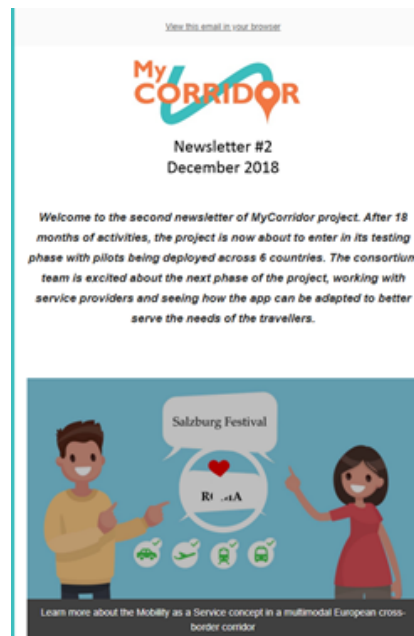 View this email in your browser
My
CORRIDOR
Newsletter #2
December 2018
Welcome to the second newsletter of MyCorridor project. After 18
months of activities, the project is now about to enter in its testing
phase with pilots being deployed across 6 countries. The consortium
team is excited about the next phase of the project, working with
service providers and seeing how the app can be adapted to better
serve the needs of the travellers.
Salzburg Festival
Learn more about the Mobility as a Service concept in a multimodal European cross-
border corridor